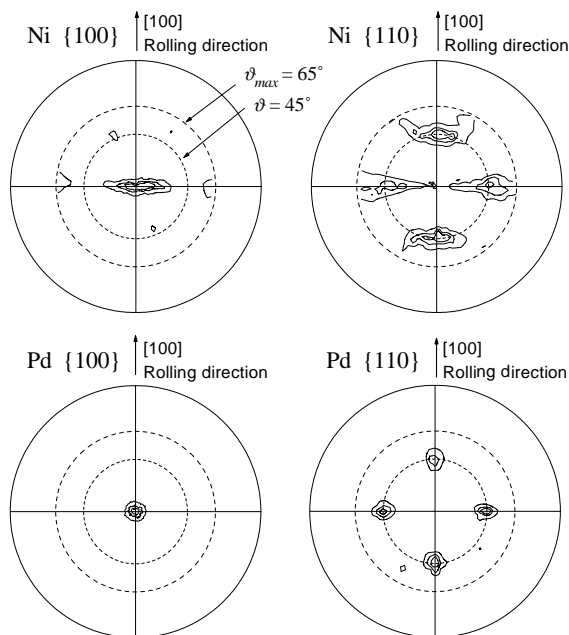 Ni {100}
[100]
Rolling direction
ϑmax = 65°
ϑ = 45°
Ni {110}
[100]
Rolling direction
Pd {100}
[100]
Rolling direction
Pd {110}
[100]
Rolling direction